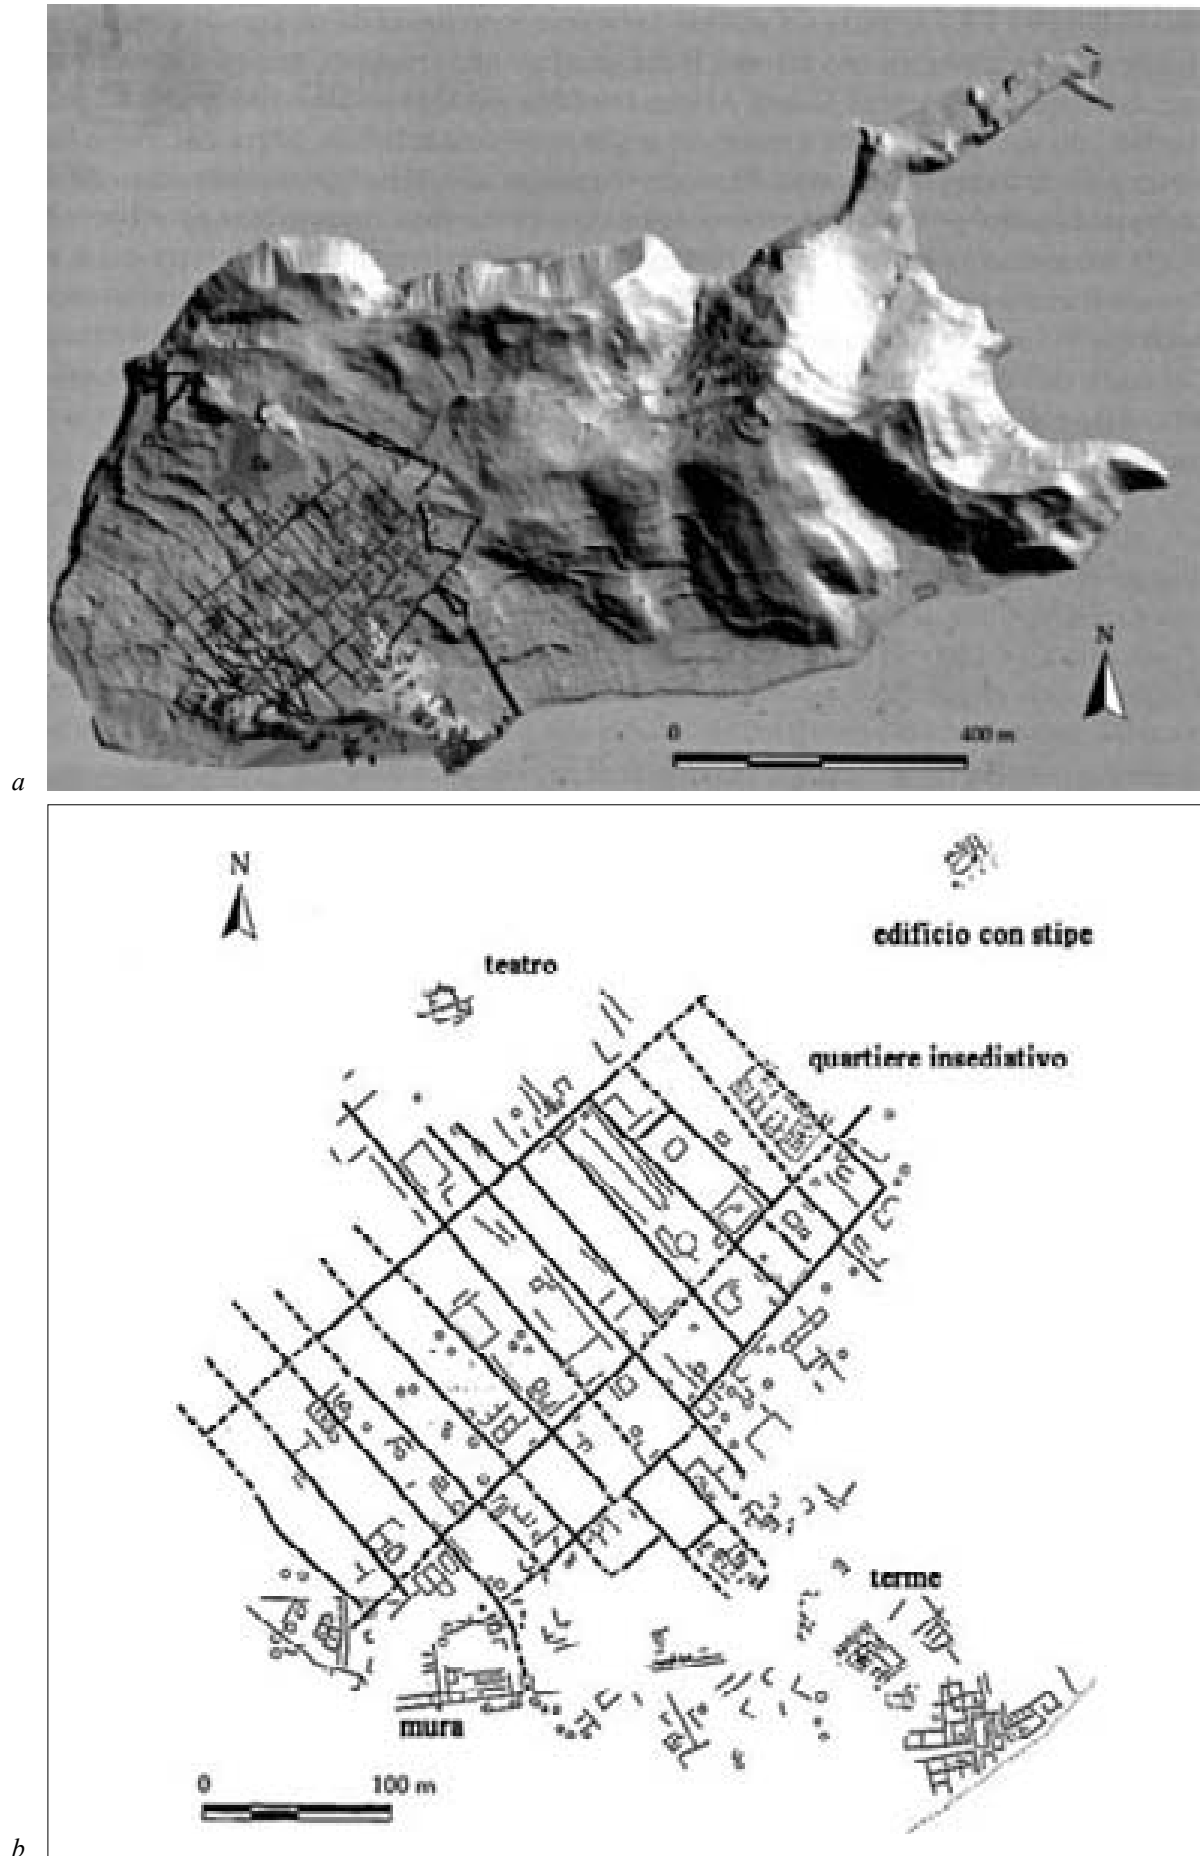 N
0 400 m
a
N
edificio con stipe
teatro
quartiere insediativo
terme
mura
0 100 m
b